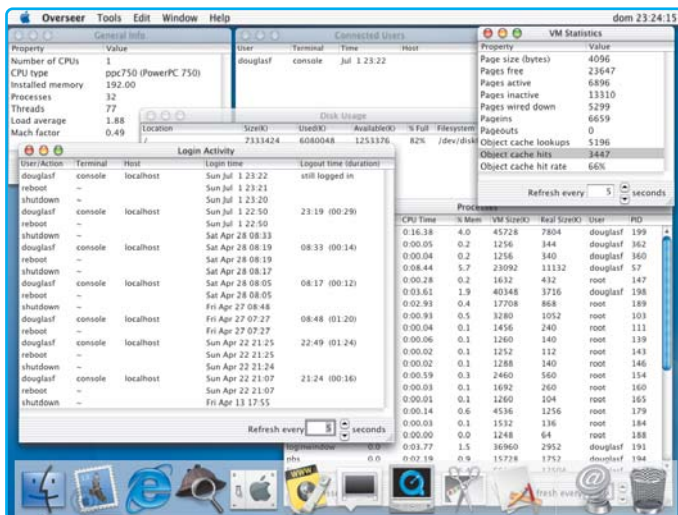 Overseer Tools Edit Window Help dom 23:24:15
General Info
Property Value
Number of CPUs 1
CPU type ppc750 (PowerPC 750)
Installed memory 192.00
Processes 32
Threads 77
Load average 1.88
Mach factor 0.49
Connected Users
User Terminal Time Host
douglasf console Jul 1 23:22
VM Statistics
Property Value
Page size (bytes) 4096
Pages free 23647
Pages active 6896
Pages inactive 13310
Pages wired down 5299
Pageins 6659
Pageouts 0
Object cache lookups 5196
Object cache hits 3447
Object cache hit rate 66%
Refresh every 5 seconds
Disk Usage
Location Size(K) Used(K) Available(K) % Full Filesystem
/ 7333424 6080048 1253376 82% /dev/disk
Login Activity
User/Action Terminal Host Login time Logout time (duration)
douglasf console localhost Sun Jul 1 23:22 still logged in
reboot ~ Sun Jul 1 23:21
shutdown ~ Sun Jul 1 23:20
douglasf console localhost Sun Jul 1 22:50 23:19 (00:29)
reboot ~ Sun Jul 1 22:50
shutdown ~ Sat Apr 28 08:33
douglasf console localhost Sat Apr 28 08:19 08:33 (00:14)
reboot ~ Sat Apr 28 08:19
shutdown ~ Sat Apr 28 08:17
douglasf console localhost Sat Apr 28 08:05 08:17 (00:12)
reboot ~ Sat Apr 28 08:05
shutdown ~ Fri Apr 27 08:48
douglasf console localhost Fri Apr 27 07:27 08:48 (01:20)
reboot ~ Fri Apr 27 07:27
douglasf console localhost Sun Apr 22 21:25 22:49 (01:24)
reboot ~ Sun Apr 22 21:25
shutdown ~ Sun Apr 22 21:24
douglasf console localhost Sun Apr 22 21:07 21:24 (00:16)
reboot ~ Sun Apr 22 21:07
shutdown ~ Fri Apr 13 17:55
Refresh every 5 seconds
Processes
CPU Time % Mem VM Size(K) Real Size(K) User PID
0:16.38 4.0 45728 7804 douglasf 199
0:00.05 0.2 1256 344 douglasf 362
0:00.04 0.2 1256 340 douglasf 360
0:08.44 5.7 23092 11132 douglasf 57
0:00.28 0.2 1632 432 root 147
0:03.61 1.9 40348 3716 douglasf 198
0:02.93 0.4 17708 868 root 189
0:00.93 0.5 3280 1052 root 103
0:00.04 0.1 1456 240 root 111
0:00.06 0.1 1260 140 root 139
0:00.02 0.1 1252 112 root 143
0:00.02 0.1 1288 140 root 146
0:00.59 0.3 2460 560 root 154
0:00.03 0.1 1692 260 root 160
0:00.01 0.1 1260 104 root 165
0:00.14 0.6 4536 1256 root 179
0:00.03 0.1 1532 136 root 184
0:00.00 0.0 1248 64 root 188
loginwindow 0.0 0:03.77 1.5 36960 2952 douglasf 191
pbs 0.0 0:02.19 0.9 15728 1752 douglasf 194
WWW
fresh every